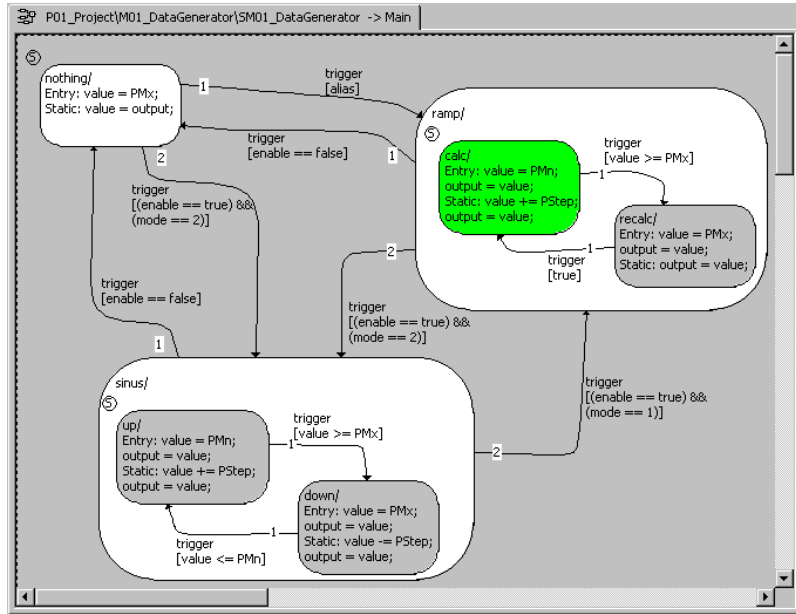 P01_Project\M01_DataGenerator\SM01_DataGenerator -> Main
S
nothing/
Entry: value = PMx;
Static: value = output;
1
trigger
[alias]
trigger
[enable == false]
1
2
trigger
[(enable == true) &&
(mode == 2)]
ramp/
S
calc/
Entry: value = PMn;
output = value;
Static: value += PStep;
output = value;
trigger
[value >= PMx]
1
recalc/
Entry: value = PMx;
output = value;
Static: output = value;
1
trigger
[true]
2
trigger
[(enable == true) &&
(mode == 2)]
trigger
[enable == false]
1
trigger
[(enable == true) &&
(mode == 1)]
2
sinus/
S
up/
Entry: value = PMn;
output = value;
Static: value += PStep;
output = value;
trigger
[value >= PMx]
1
down/
Entry: value = PMx;
output = value;
Static: value -= PStep;
output = value;
1
trigger
[value <= PMn]